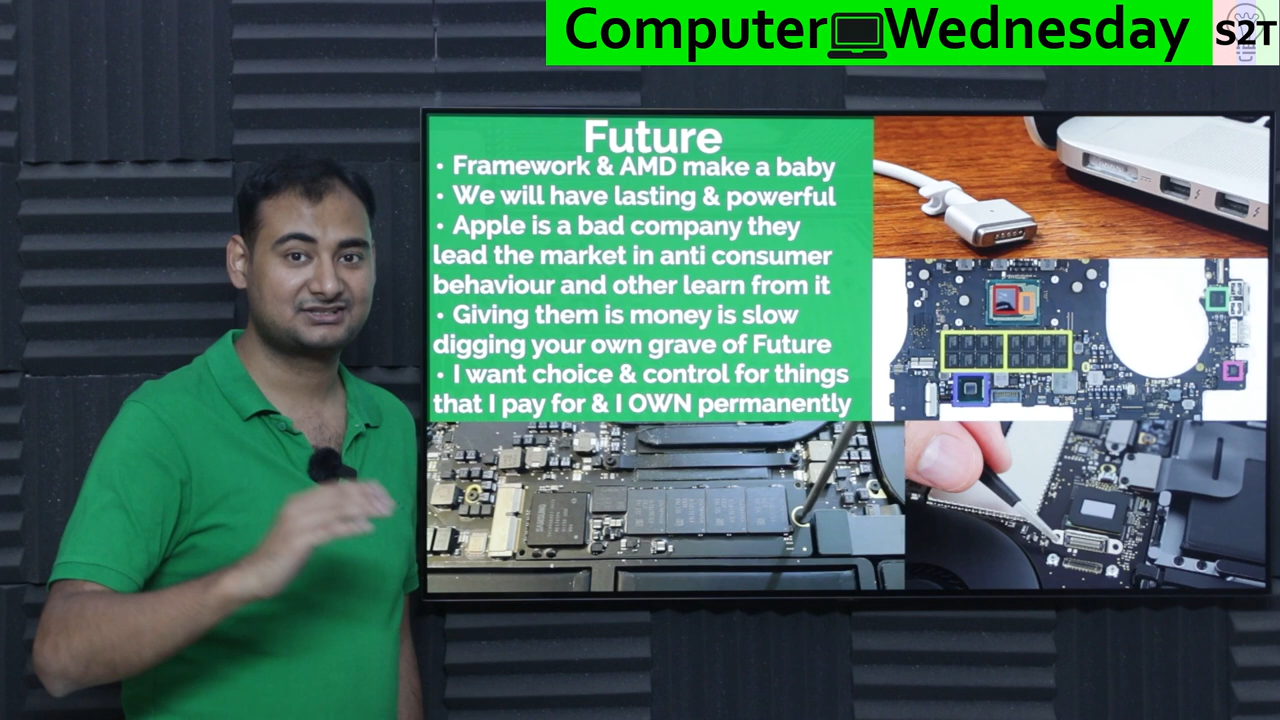 Computer Wednesday
S2T
Future
• Framework & AMD make a baby
• We will have lasting & powerful
• Apple is a bad company they
lead the market in anti consumer
behaviour and other learn from it
• Giving them is money is slow
digging your own grave of Future
• I want choice & control for things
that I pay for & I OWN permanently
SAMSUNG